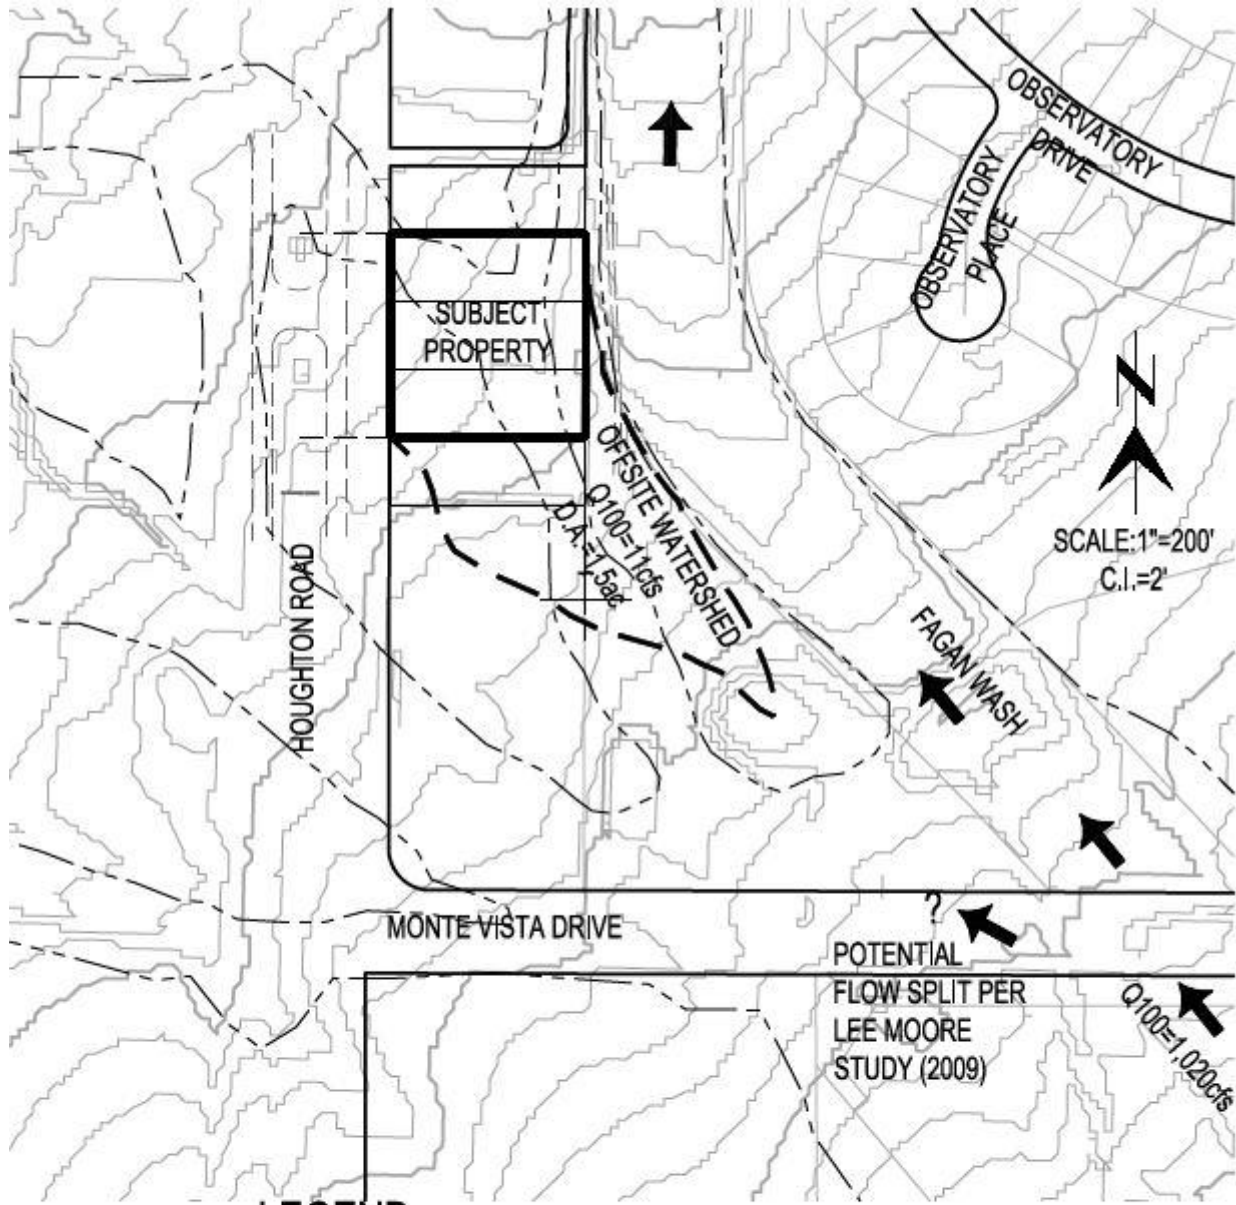 OBSERVATORY
DRIVE
OBSERVATORY
PLACE
SUBJECT
PROPERTY
N
OFFSITE WATERSHED
Q100=11cfs
D.A.=1.5ac
SCALE:1"=200'
C.I.=2'
HOUGHTON ROAD
FAGAN WASH
?
MONTE VISTA DRIVE
POTENTIAL
FLOW SPLIT PER
LEE MOORE
STUDY (2009)
Q100=1,020cfs
LEGEND